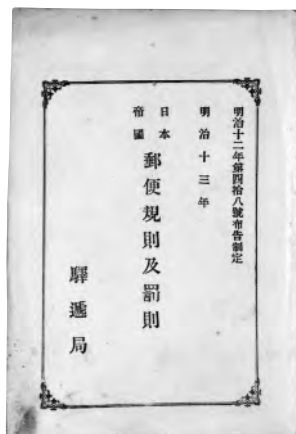 明治十二年第四拾八號布告制定
明治十三年
日本
帝國
郵便規則及罰則
驛遞局